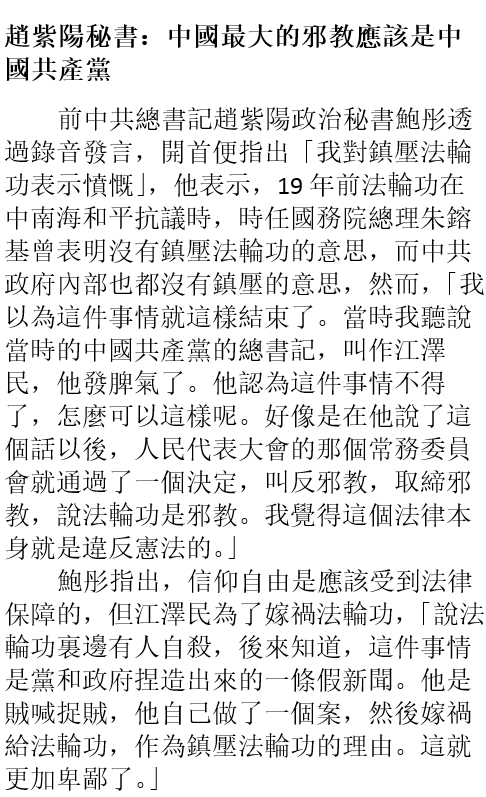 趙紫陽秘書：中國最大的邪教應該是中
國共產黨
前中共總書記趙紫陽政治秘書鮑彤透
過錄音發言，開首便指出「我對鎮壓法輪
功表示憤慨」，他表示，19 年前法輪功在
中南海和平抗議時，時任國務院總理朱鎔
基曾表明沒有鎮壓法輪功的意思，而中共
政府內部也都沒有鎮壓的意思，然而，「我
以為這件事情就這樣結束了。當時我聽說
當時的中國共產黨的總書記，叫作江澤
民，他發脾氣了。他認為這件事情不得
了，怎麼可以這樣呢。好像是在他說了這
個話以後，人民代表大會的那個常務委員
會就通過了一個決定，叫反邪教，取締邪
教，說法輪功是邪教。我覺得這個法律本
身就是違反憲法的。」
鮑彤指出，信仰自由是應該受到法律
保障的，但江澤民為了嫁禍法輪功，「說法
輪功裏邊有人自殺，後來知道，這件事情
是黨和政府捏造出來的一條假新聞。他是
賊喊捉賊，他自己做了一個案，然後嫁禍
給法輪功，作為鎮壓法輪功的理由。這就
更加卑鄙了。」